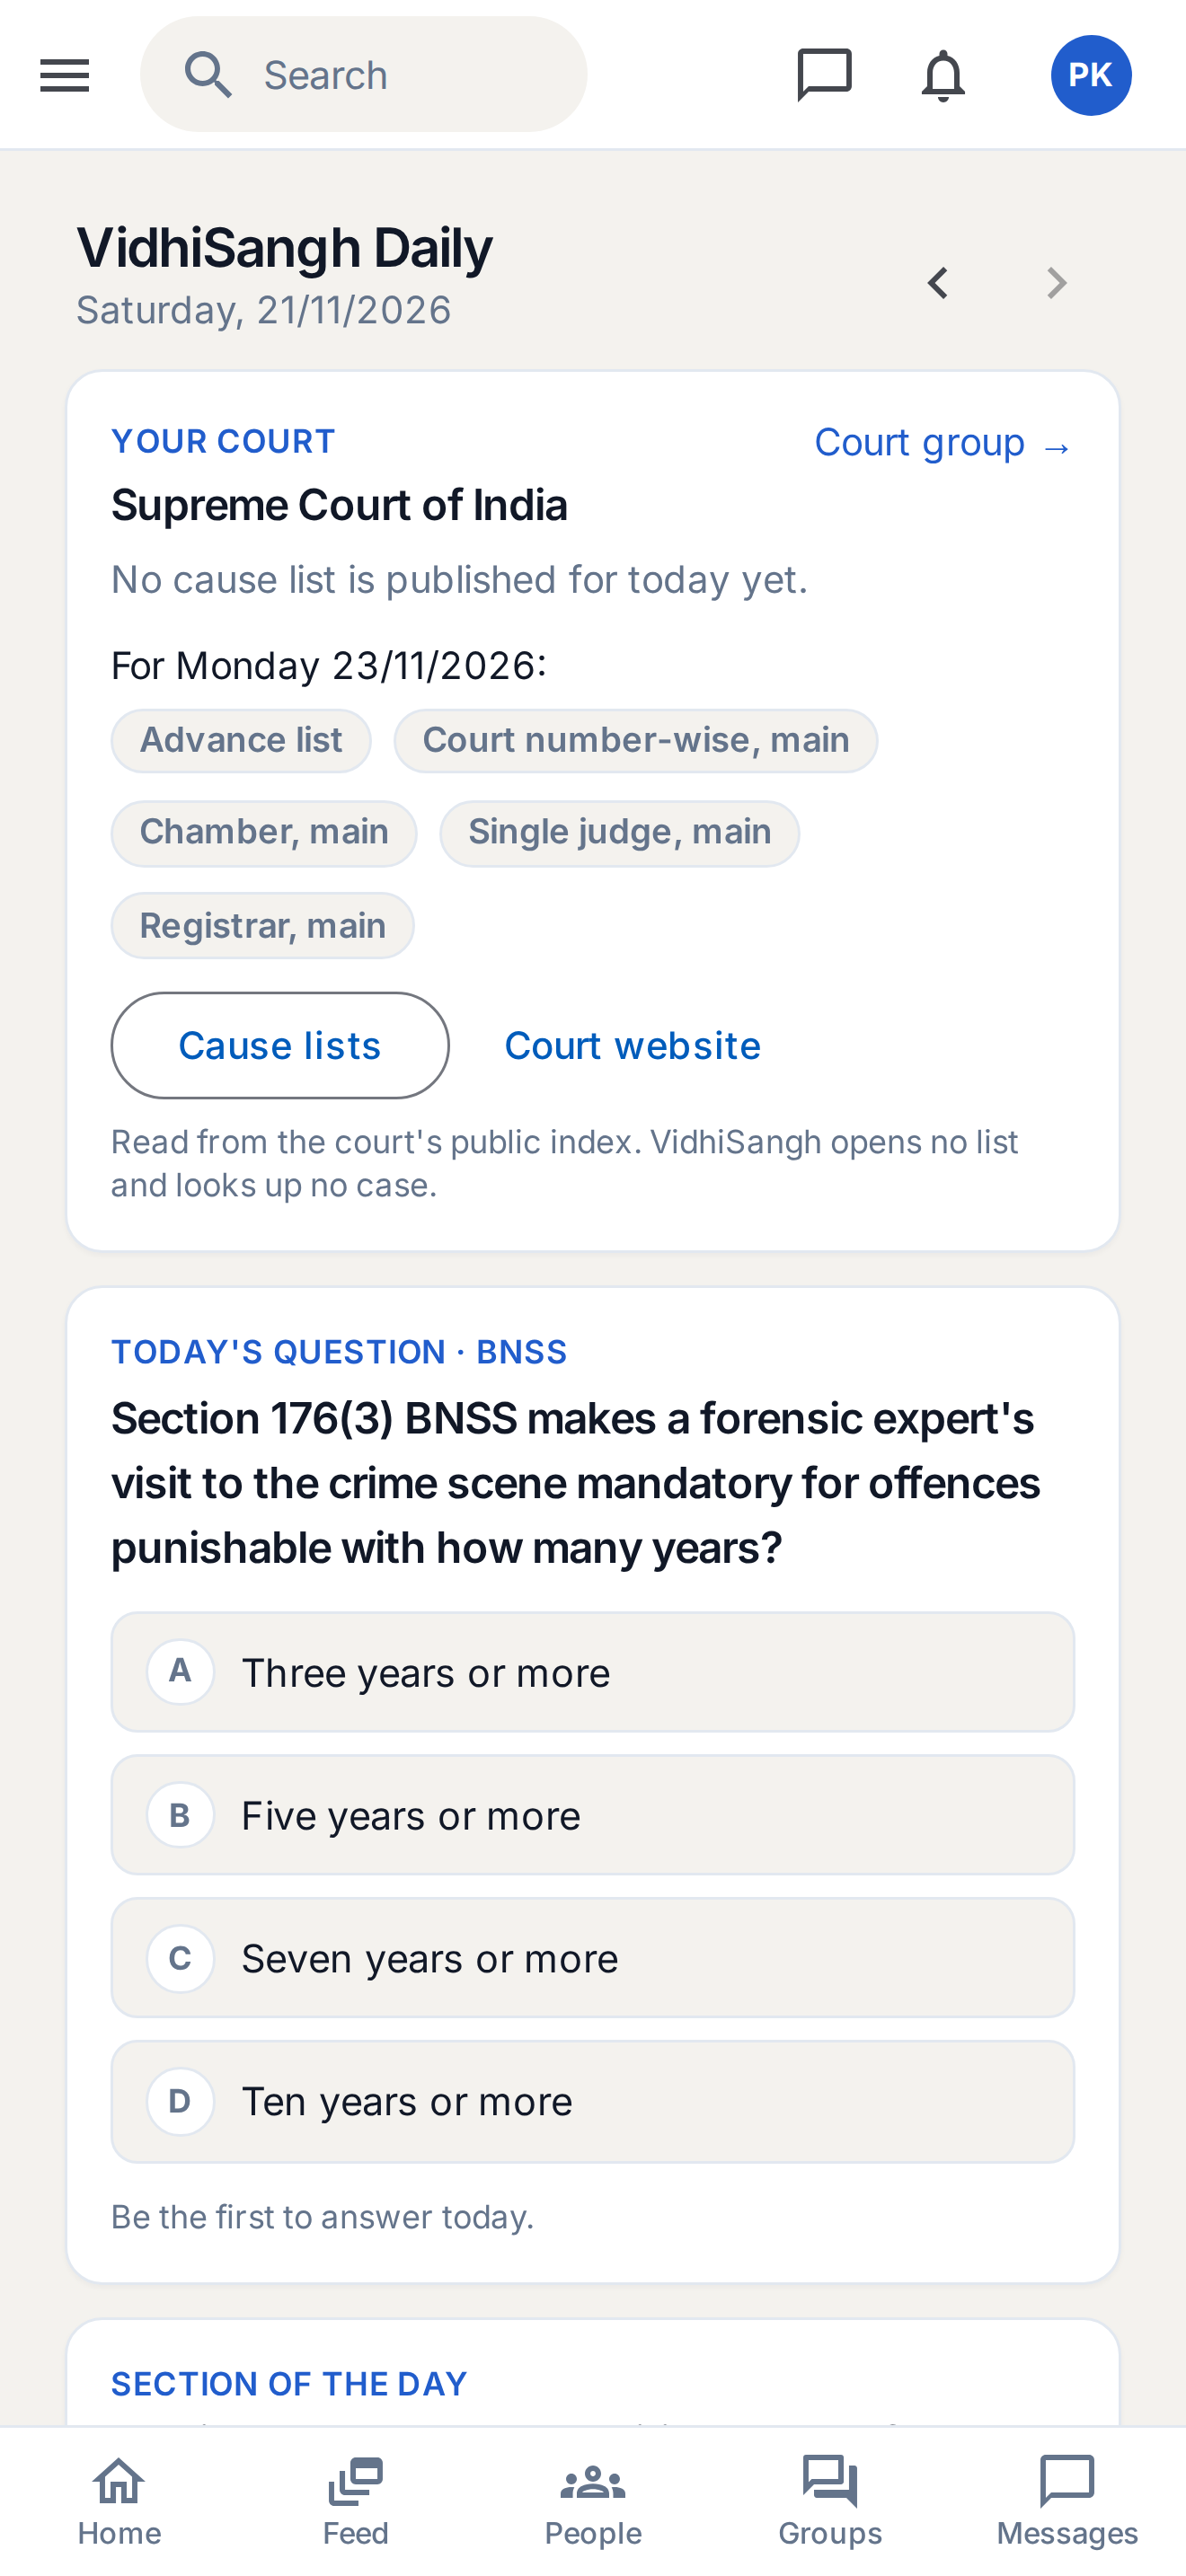 Search
PK
VidhiSangh Daily
Saturday, 21/11/2026
YOUR COURT
Court group →
Supreme Court of India
No cause list is published for today yet.
For Monday 23/11/2026:
Advance list
Court number-wise, main
Chamber, main
Single judge, main
Registrar, main
Cause lists
Court website
Read from the court's public index. VidhiSangh opens no list
and looks up no case.
TODAY'S QUESTION · BNSS
Section 176(3) BNSS makes a forensic expert's
visit to the crime scene mandatory for offences
punishable with how many years?
A Three years or more
B Five years or more
C Seven years or more
D Ten years or more
Be the first to answer today.
SECTION OF THE DAY
Home
Feed
People
Groups
Messages